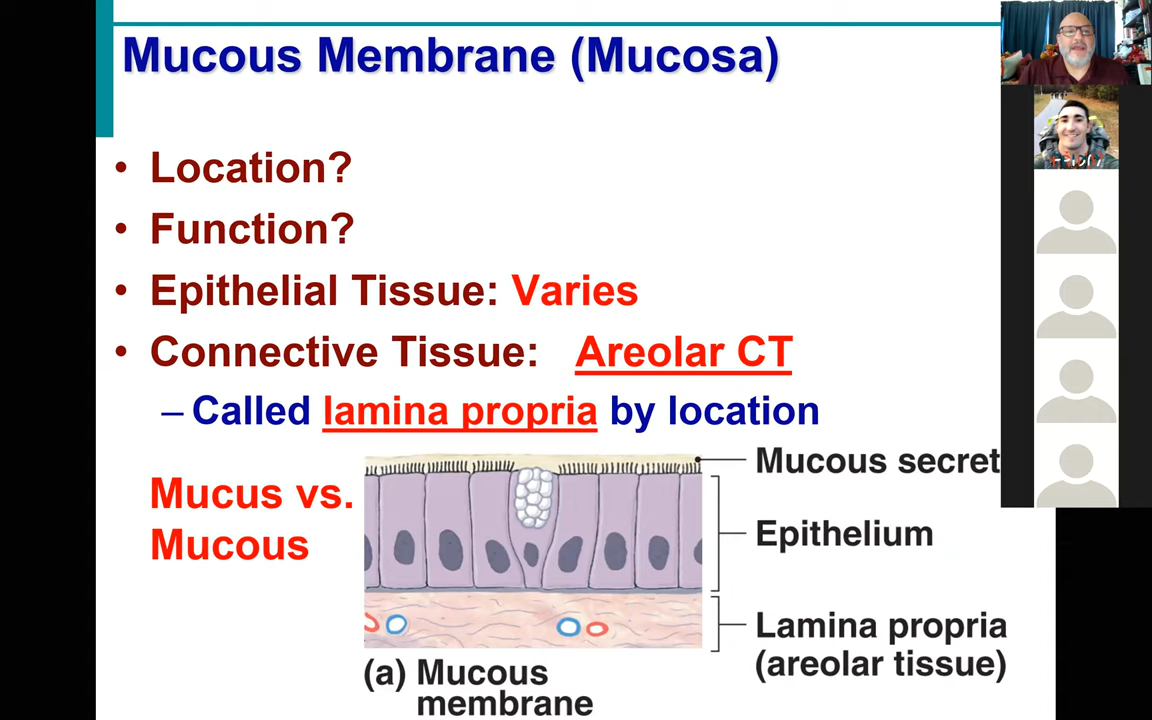 Mucous Membrane (Mucosa)
• Location?
• Function?
• Epithelial Tissue: Varies
• Connective Tissue: Areolar CT
– Called lamina propria by location
Mucus vs.
Mucous
Mucous secret
Epithelium
Lamina propria
(areolar tissue)
(a) Mucous
membrane